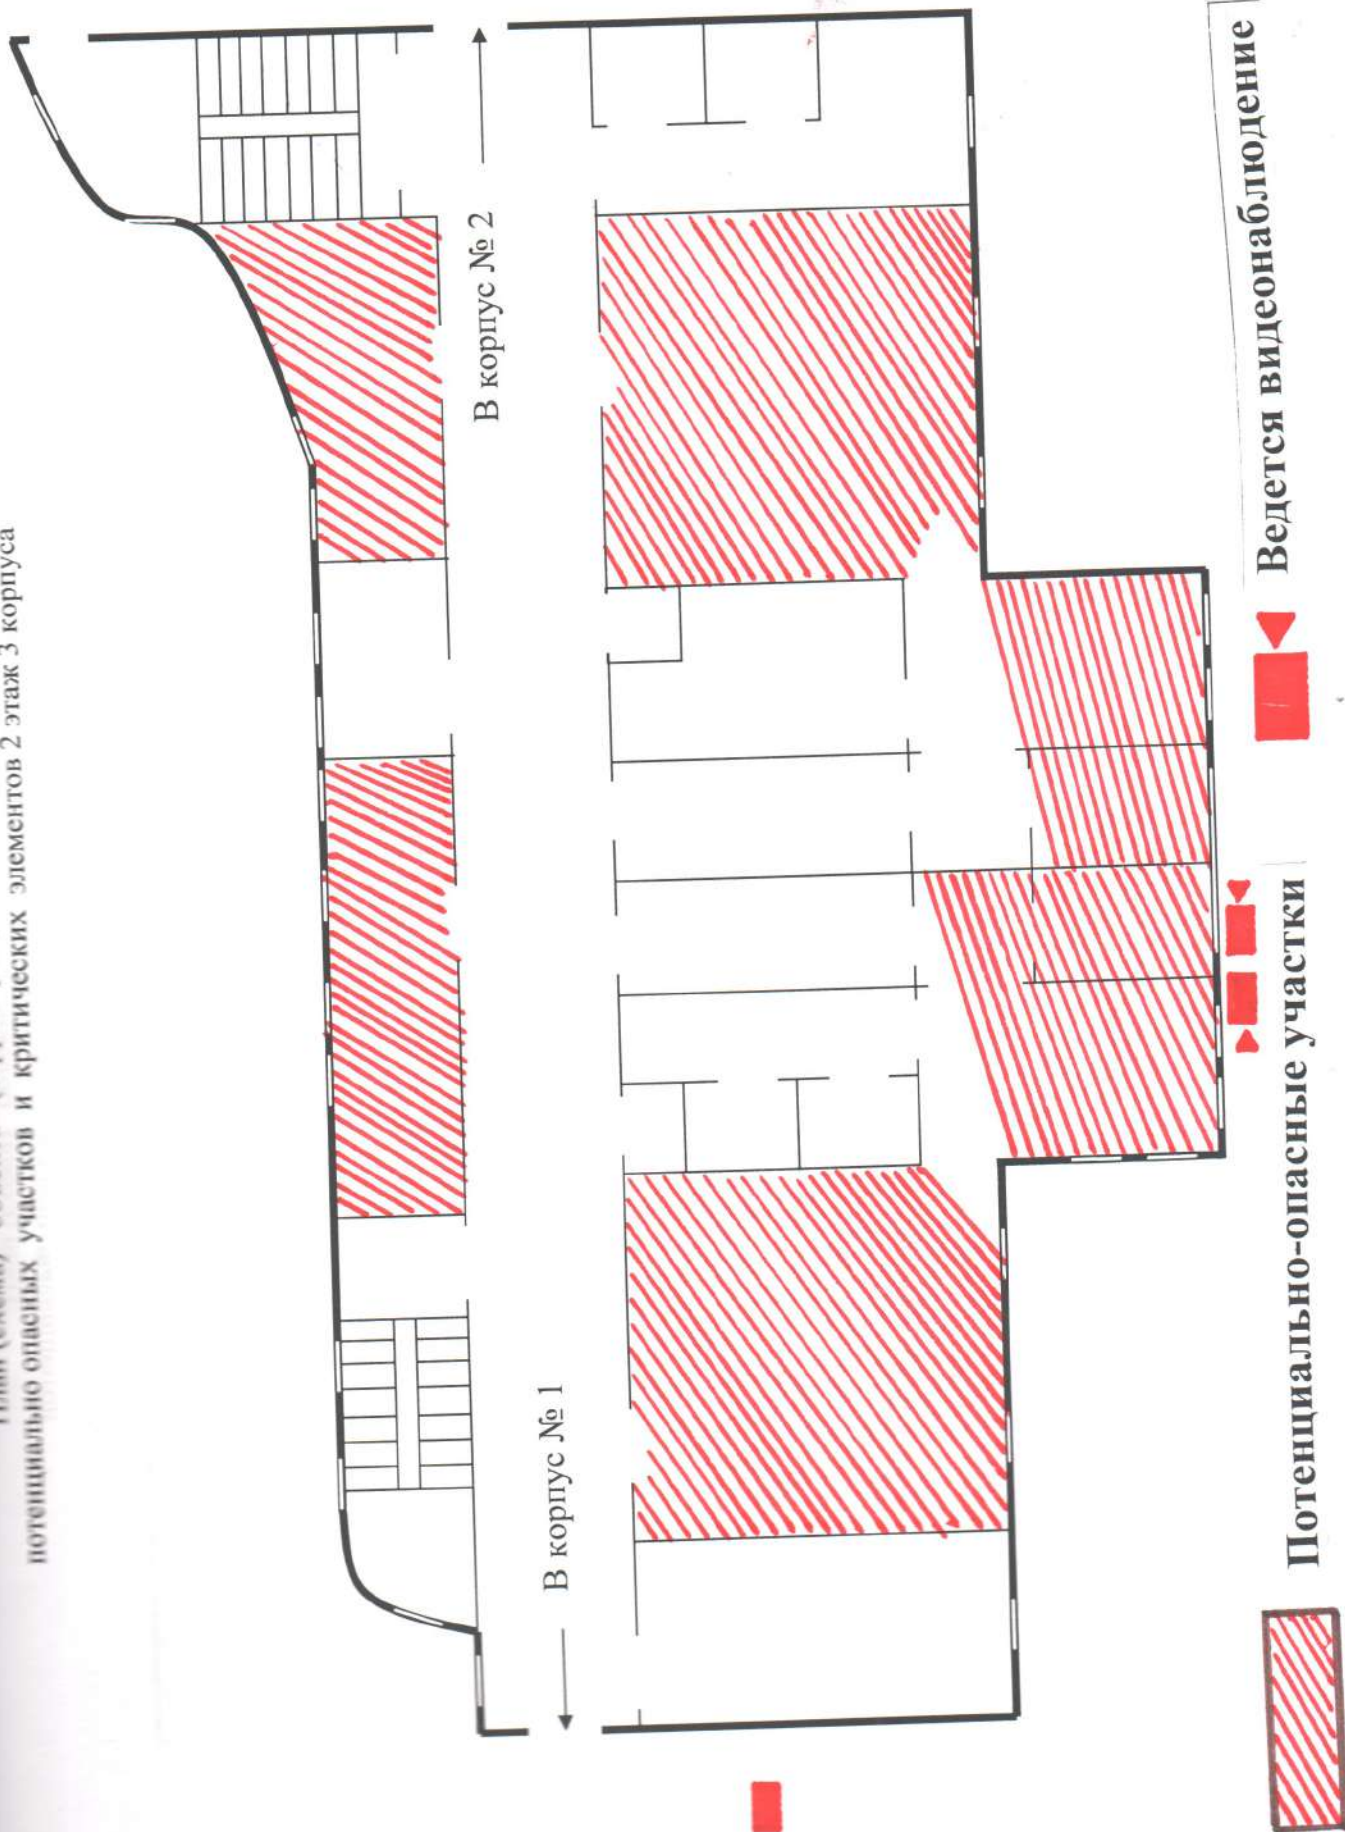 потенциально опасных участков и критических элементов 2 этаж 3 корпуса
В корпус № 2
В корпус № 1
Ведется видеонаблюдение
Потенциально-опасные участки